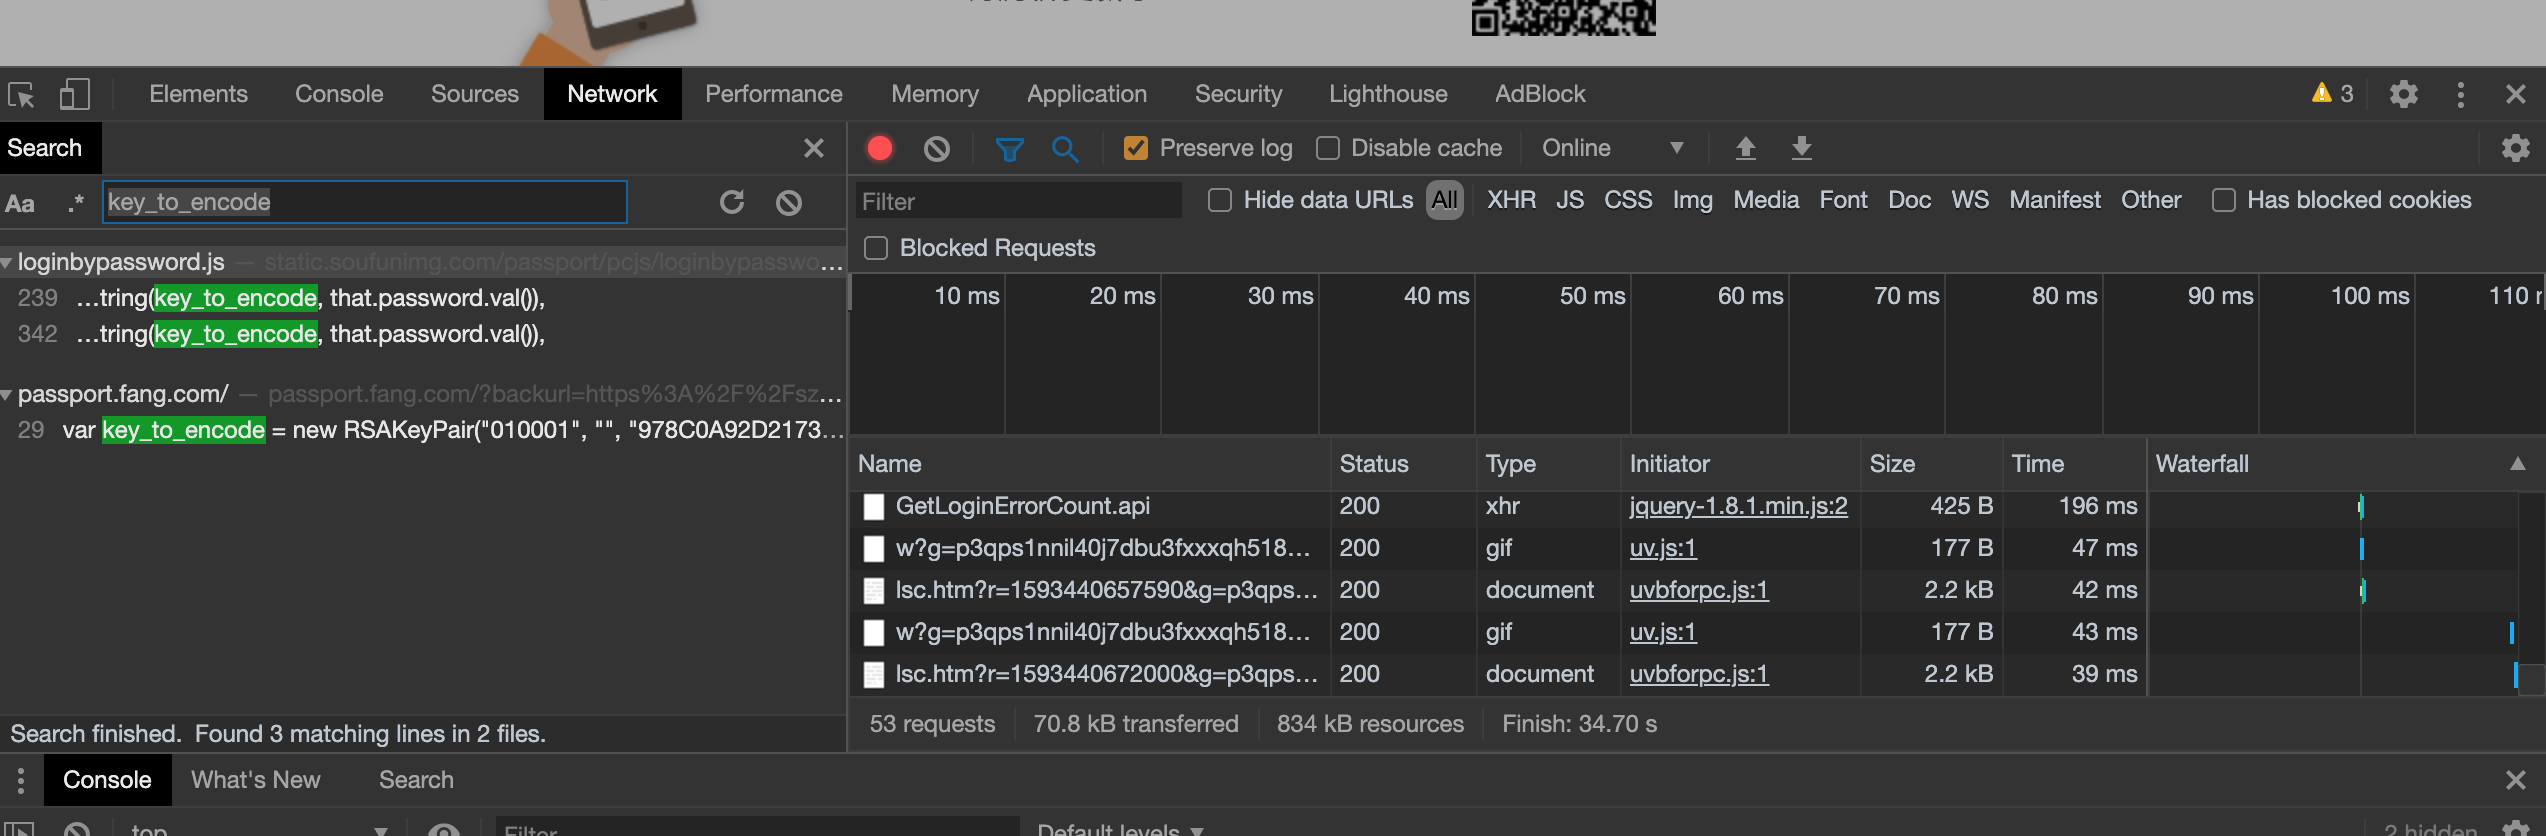 Elements Console Sources Network Performance Memory Application Security Lighthouse AdBlock 3
Search
Preserve log Disable cache Online
Aa .* key_to_encode
Filter Hide data URLs All XHR JS CSS Img Media Font Doc WS Manifest Other Has blocked cookies
Blocked Requests
loginbypassword.js — static.soufunimg.com/passport/pcjs/loginbypasswo...
239 ...tring(key_to_encode, that.password.val()),
342 ...tring(key_to_encode, that.password.val()),
passport.fang.com/ — passport.fang.com/?backurl=https%3A%2F%2Fsz...
29 var key_to_encode = new RSAKeyPair("010001", "", "978C0A92D2173...
Search finished. Found 3 matching lines in 2 files.
10 ms 20 ms 30 ms 40 ms 50 ms 60 ms 70 ms 80 ms 90 ms 100 ms 110
Name Status Type Initiator Size Time Waterfall
GetLoginErrorCount.api 200 xhr jquery-1.8.1.min.js:2 425 B 196 ms
w?g=p3qps1nnil40j7dbu3fxxxqh518... 200 gif uv.js:1 177 B 47 ms
lsc.htm?r=1593440657590&g=p3qps... 200 document uvbforpc.js:1 2.2 kB 42 ms
w?g=p3qps1nnil40j7dbu3fxxxqh518... 200 gif uv.js:1 177 B 43 ms
lsc.htm?r=1593440672000&g=p3qps... 200 document uvbforpc.js:1 2.2 kB 39 ms
53 requests 70.8 kB transferred 834 kB resources Finish: 34.70 s
Console What's New Search
top Filter Default levels 2 hidden